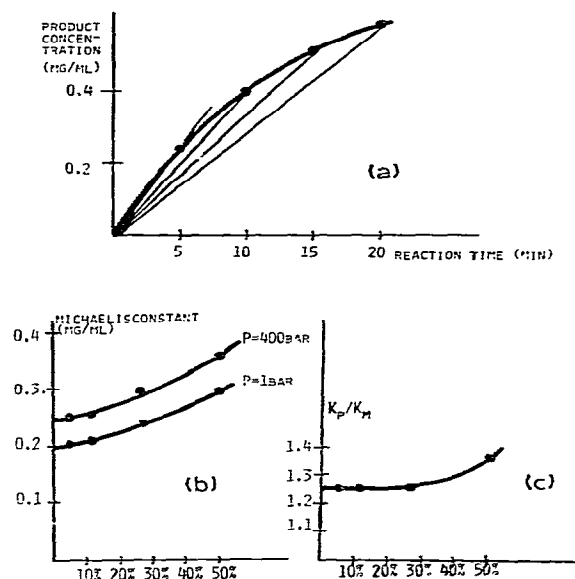 PRODUCT
CONCEN-
TRATION
(MG/ML)
0.4
0.2
(a)
5 10 15 20 REACTION TIME (MIN)
MICHAELISCONSTANT
(MG/ML)
0.4
0.3
0.2
0.1
P=400BAR
P=1BAR
(b)
10% 20% 30% 40% 50%
KP/KM
1.4
1.3
1.2
1.1
(c)
10% 20% 30% 40% 50%